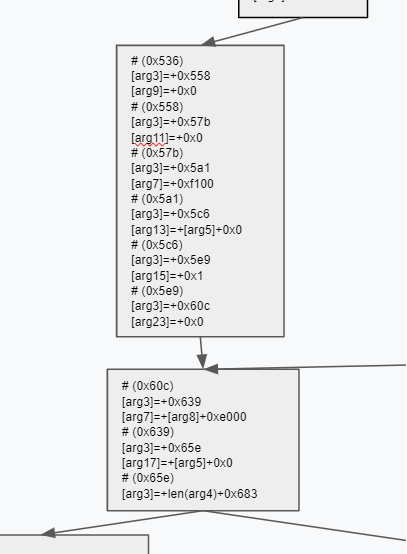 # (0x536)
[arg3]=+0x558
[arg9]=+0x0
# (0x558)
[arg3]=+0x57b
[arg11]=+0x0
# (0x57b)
[arg3]=+0x5a1
[arg7]=+0xf100
# (0x5a1)
[arg3]=+0x5c6
[arg13]=+[arg5]+0x0
# (0x5c6)
[arg3]=+0x5e9
[arg15]=+0x1
# (0x5e9)
[arg3]=+0x60c
[arg23]=+0x0
# (0x60c)
[arg3]=+0x639
[arg7]=+[arg8]+0xe000
# (0x639)
[arg3]=+0x65e
[arg17]=+[arg5]+0x0
# (0x65e)
[arg3]=+len(arg4)+0x683